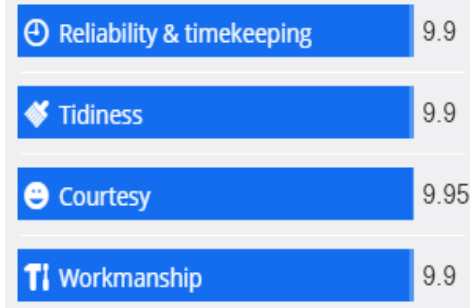 Reliability & timekeeping 9.9
Tidiness 9.9
Courtesy 9.95
Workmanship 9.9